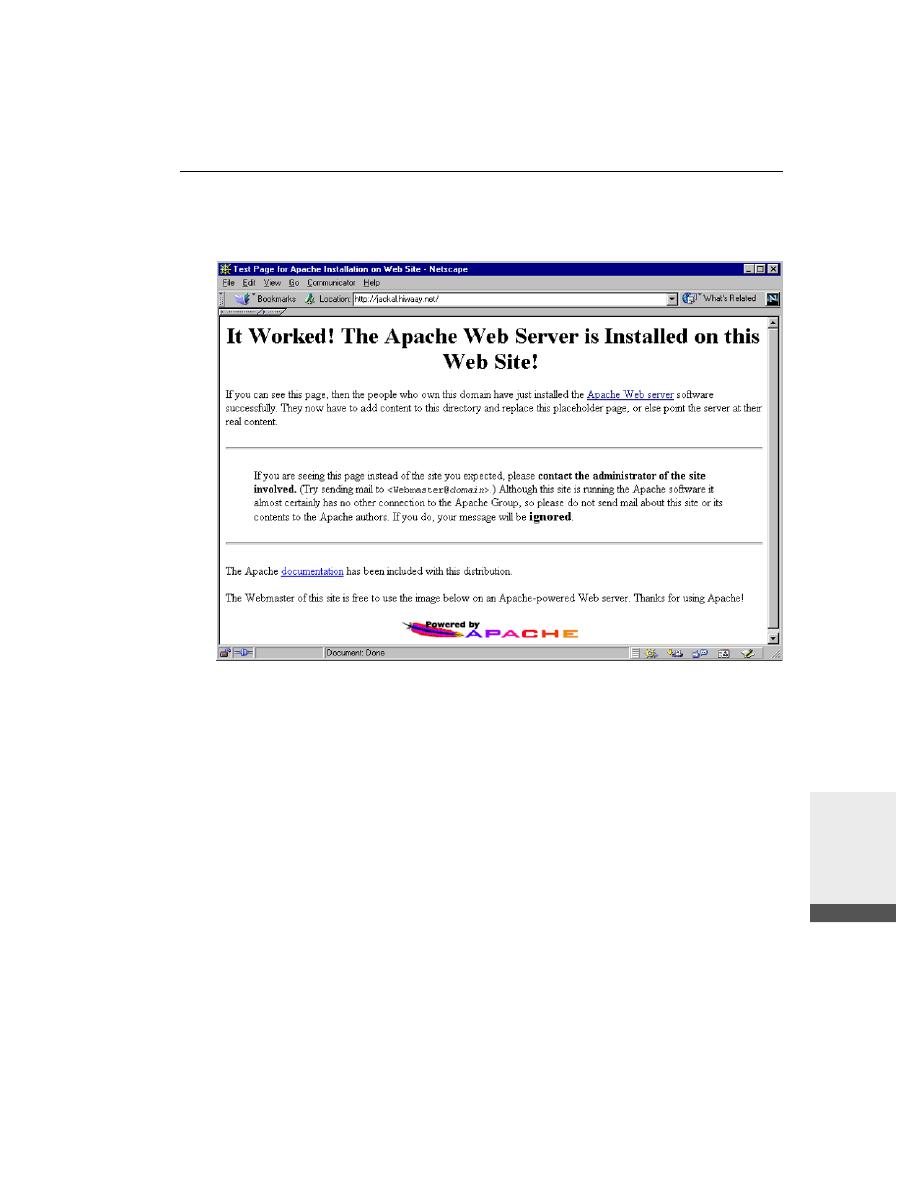 Test Page for Apache Installation on Web Site - Netscape
File Edit View Go Communicator Help
Bookmarks Location: http://jackal.hiwaay.net/ What's Related
It Worked! The Apache Web Server is Installed on this
Web Site!
If you can see this page, then the people who own this domain have just installed the Apache Web server software
successfully. They now have to add content to this directory and replace this placeholder page, or else point the server at their
real content.
If you are seeing this page instead of the site you expected, please contact the administrator of the site
involved. (Try sending mail to <Webmaster@domain>.) Although this site is running the Apache software it
almost certainly has no other connection to the Apache Group, so please do not send mail about this site or its
contents to the Apache authors. If you do, your message will be ignored.
The Apache documentation has been included with this distribution.
The Webmaster of this site is free to use the image below on an Apache-powered Web server. Thanks for using Apache!
Powered by
APACHE
Document: Done